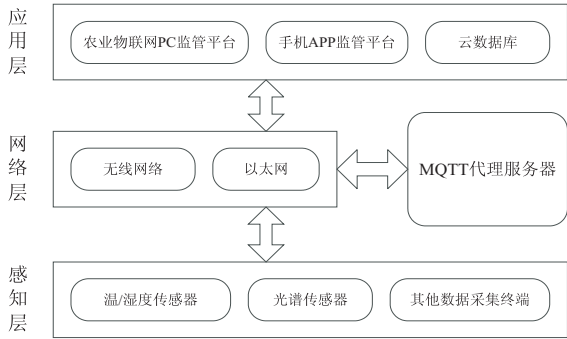 应用层
农业物联网PC监管平台
手机APP监管平台
云数据库
网络层
无线网络
以太网
MQTT代理服务器
感知层
温/湿度传感器
光谱传感器
其他数据采集终端